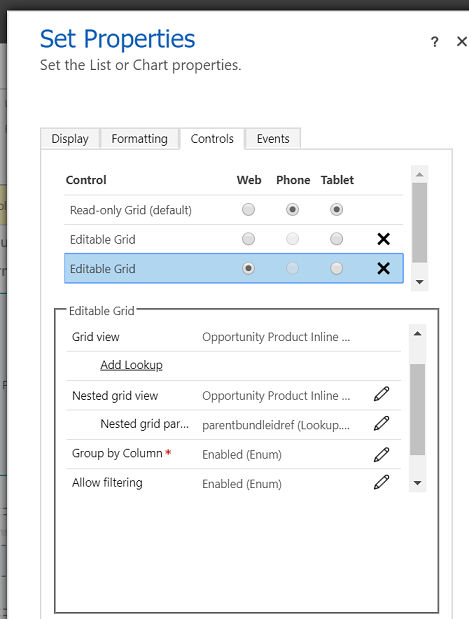 Set Properties
? ×
Set the List or Chart properties.
Display Formatting Controls Events
Control Web Phone Tablet
Read-only Grid (default)
Editable Grid
Editable Grid
Editable Grid
Grid view Opportunity Product Inline ...
Add Lookup
Nested grid view Opportunity Product Inline ...
Nested grid par... parentbundleidref (Lookup....
Group by Column * Enabled (Enum)
Allow filtering Enabled (Enum)